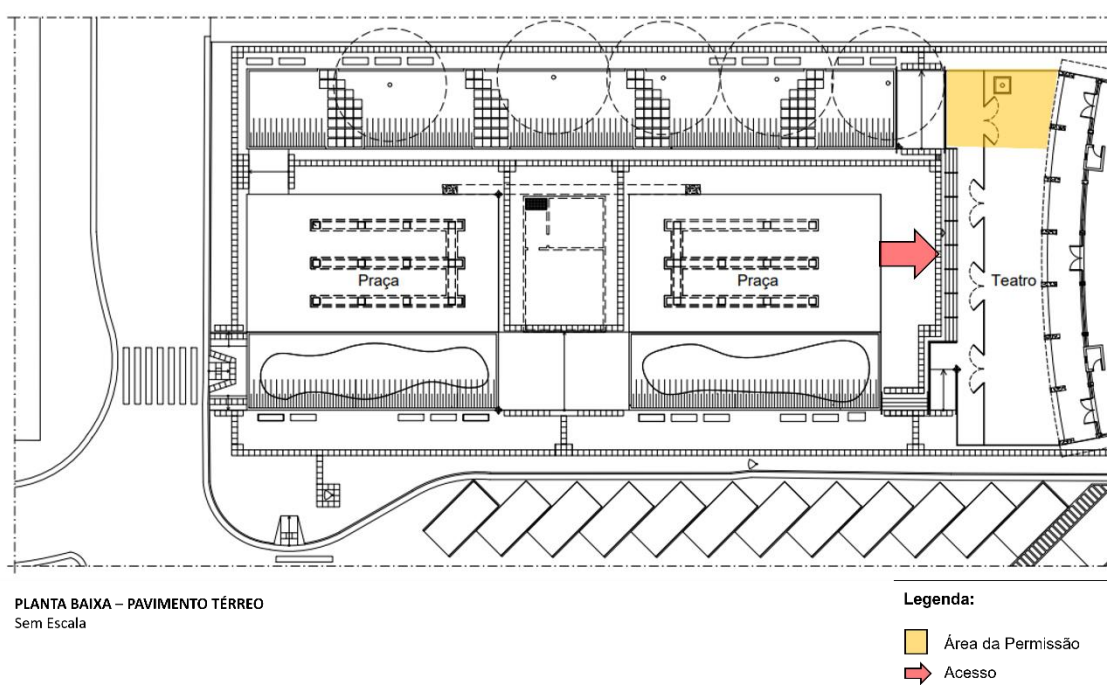 Praça
Praça
Teatro
PLANTA BAIXA – PAVIMENTO TÉRREO
Sem Escala
Legenda:
Área da Permissão
Acesso